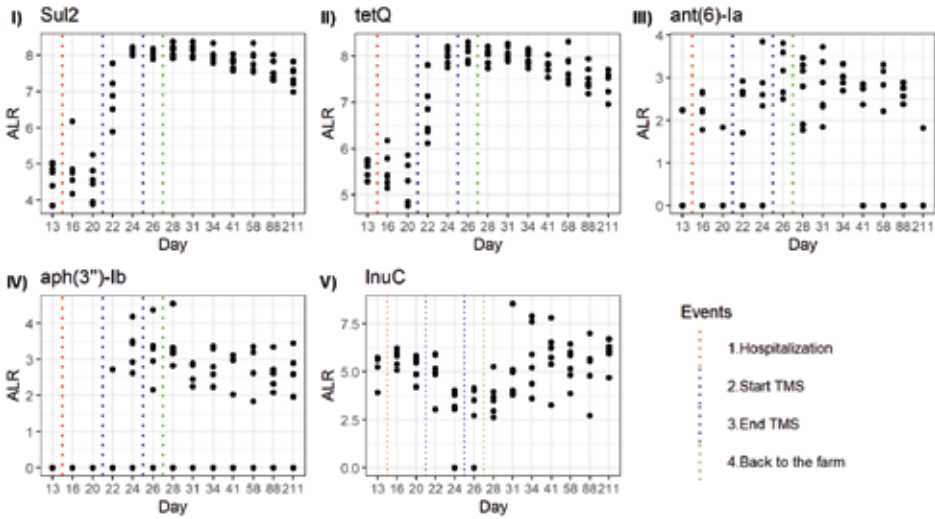 I) Sul2
ALR
8
7
6
5
4
13 16 20 22 24 26 28 31 34 41 58 88 211
Day
II) tetQ
ALR
8
7
6
5
13 16 20 22 24 26 28 31 34 41 58 88 211
Day
III) ant(6)-Ia
ALR
4
3
2
1
0
13 16 20 22 24 26 28 31 34 41 58 88 211
Day
IV) aph(3")-Ib
ALR
4
3
2
1
0
13 16 20 22 24 26 28 31 34 41 58 88 211
Day
V) lnuC
ALR
7.5
5.0
2.5
0.0
13 16 20 22 24 26 28 31 34 41 58 88 211
Day
Events
1.Hospitalization
2.Start TMS
3.End TMS
4.Back to the farm